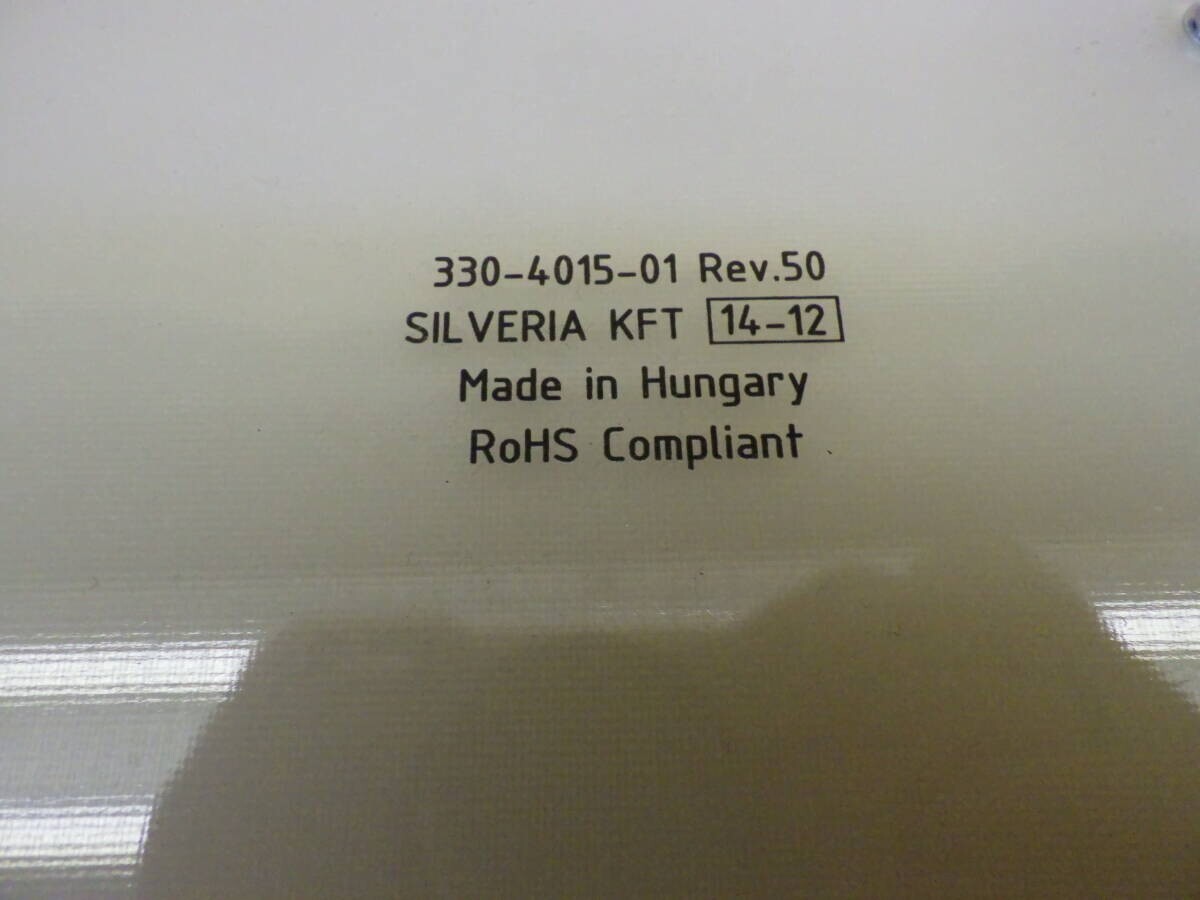 330-4015-01 Rev.50
SILVERIA KFT 14-12
Made in Hungary
RoHS Compliant